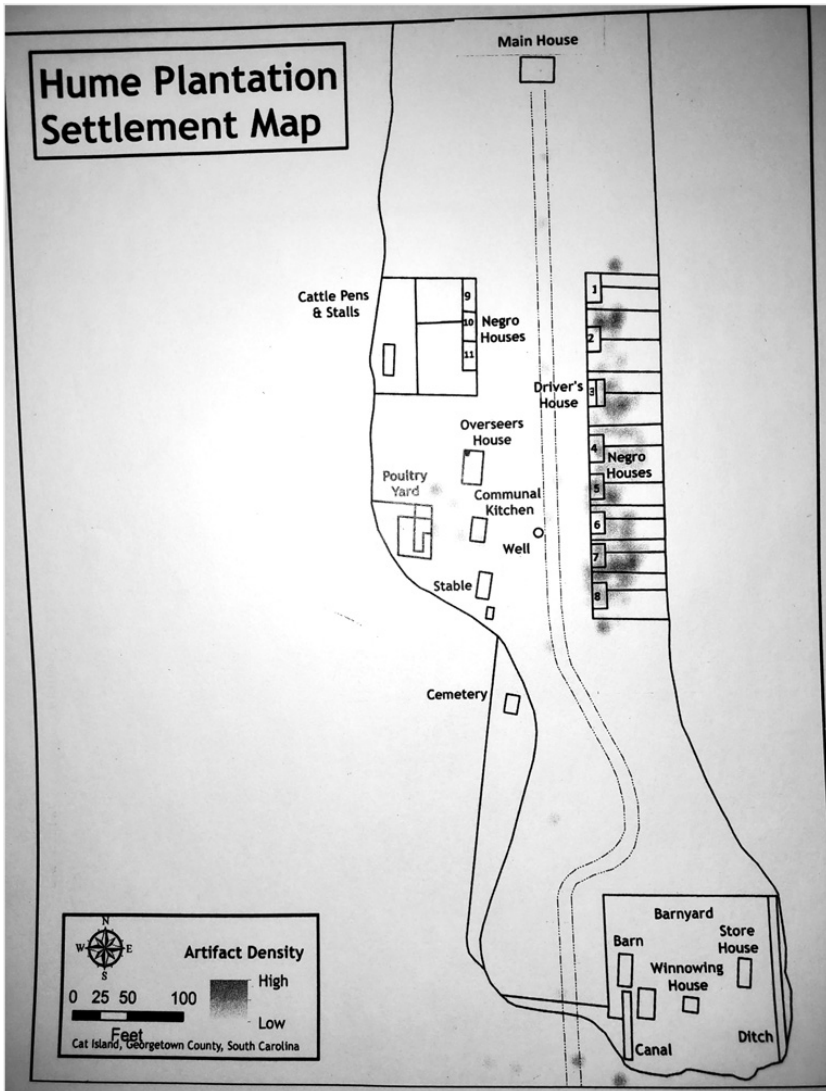 Hume Plantation
Settlement Map
Main House
Cattle Pens
& Stalls
9
10
11
Negro
Houses
1
2
Driver's
House
3
4
Negro
Houses
5
6
7
8
Overseers
House
Poultry
Yard
Communal
Kitchen
Well
Stable
Cemetery
Barnyard
Barn
Store
House
Winnowing
House
Canal
Ditch
N
W
E
S
Artifact Density
High
Low
0 25 50 100
Feet
Cat Island, Georgetown County, South Carolina